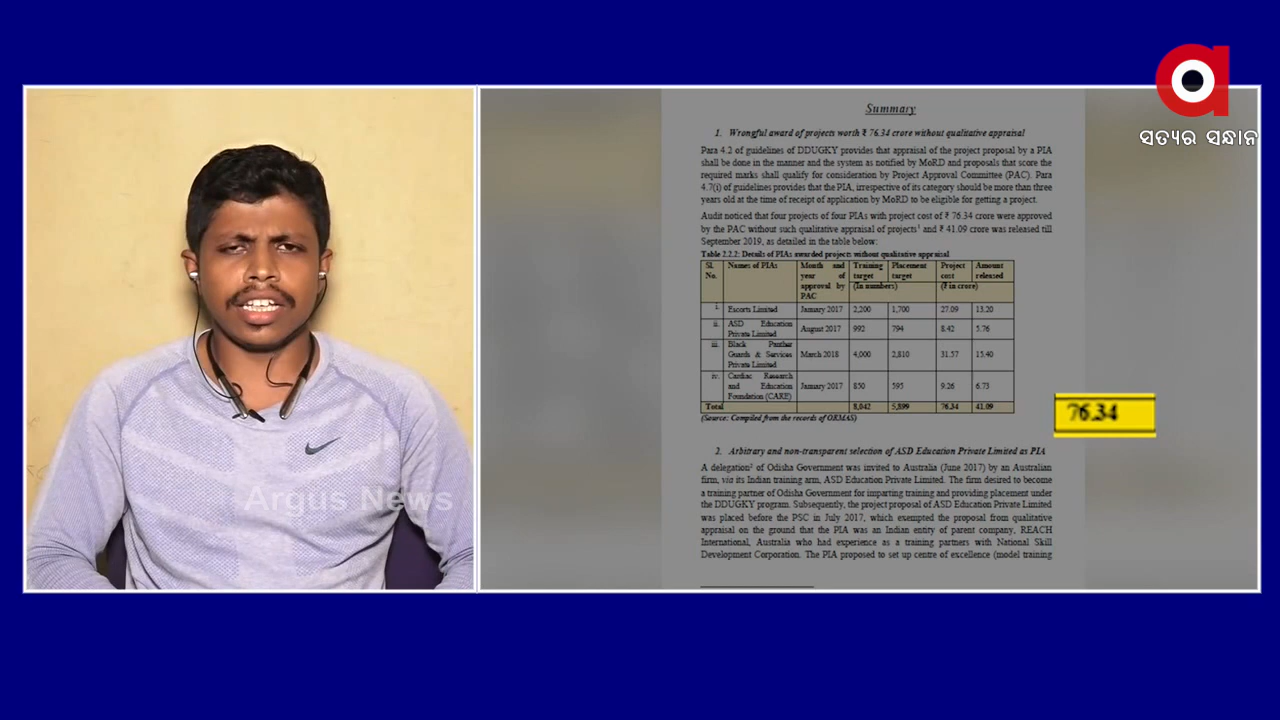 ସତ୍ୟର ସନ୍ଧାନ
Summary
1. Wrongful award of projects worth ₹ 76.34 crore without qualitative appraisal
Para 4.2 of guidelines of DDUGKY provides that appraisal of the project proposal by a PIA
shall be done in the manner and the system as notified by MoRD and proposals that score the
required marks shall qualify for consideration by Project Approval Committee (PAC). Para
4.7(i) of guidelines provides that the PIA, irrespective of its category should be more than three
years old at the time of receipt of application by MoRD to be eligible for getting a project.
Audit noticed that four projects of four PIAs with project cost of ₹ 76.34 crore were approved
by the PAC without such qualitative appraisal of projects¹ and ₹ 41.09 crore was released till
September 2019, as detailed in the table below:
Table 2.2.2: Details of PIAs awarded projects without qualitative appraisal
Sl. No. Names of PIAs Month and year of approval by PAC Training target Placement target (In numbers) Project cost Amount released (₹ in crore)
i. Escorts Limited January 2017 2,200 1,700 27.09 13.20
ii. ASD Education Private Limited August 2017 992 794 8.42 5.76
iii. Black Panther Guards & Services Private Limited March 2018 4,000 2,810 31.57 15.40
iv. Cardiac Research and Education Foundation (CARE) January 2017 850 595 9.26 6.73
Total 8,042 5,899 76.34 41.09
(Source: Compiled from the records of ORMAS)
76.34
2. Arbitrary and non-transparent selection of ASD Education Private Limited as PIA
A delegation² of Odisha Government was invited to Australia (June 2017) by an Australian
firm, via its Indian training arm, ASD Education Private Limited. The firm desired to become
a training partner of Odisha Government for imparting training and providing placement under
the DDUGKY program. Subsequently, the project proposal of ASD Education Private Limited
was placed before the PSC in July 2017, which exempted the proposal from qualitative
appraisal on the ground that the PIA was an Indian entity of parent company, REACH
International, Australia who had experience as a training partners with National Skill
Development Corporation. The PIA proposed to set up centre of excellence (model training
Argus News